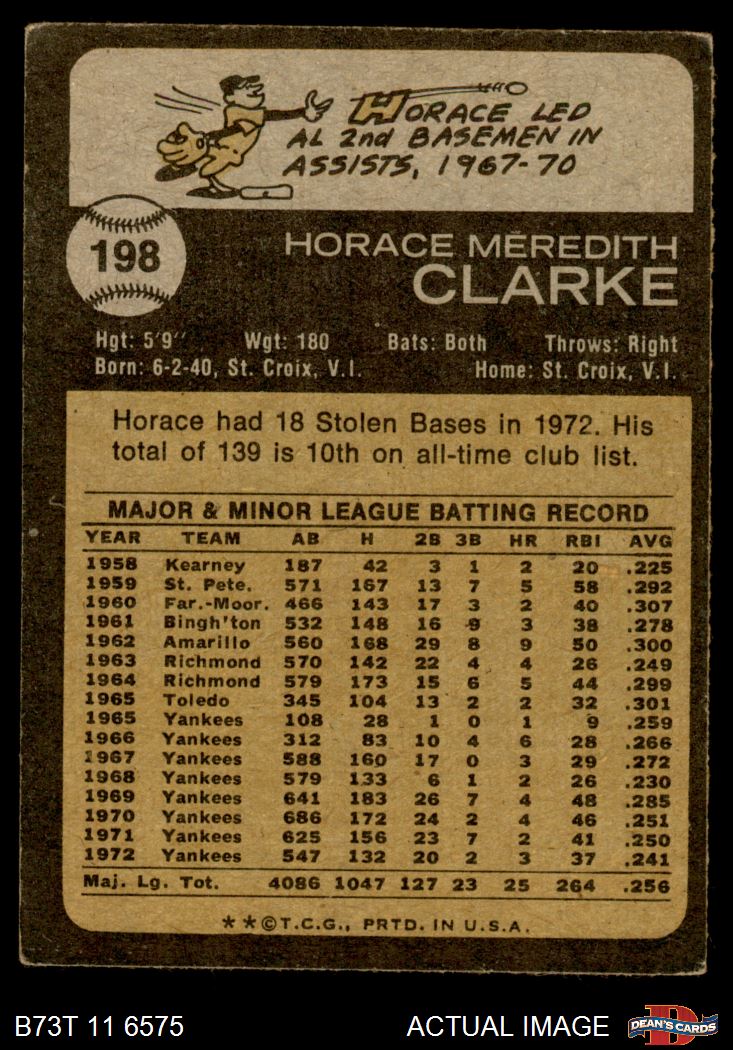 HORACE LED
AL 2nd BASEMEN IN
ASSISTS, 1967-70
198
HORACE MEREDITH
CLARKE
Hgt: 5'9" Wgt: 180 Bats: Both Throws: Right
Born: 6-2-40, St. Croix, V.I. Home: St. Croix, V.I.
Horace had 18 Stolen Bases in 1972. His
total of 139 is 10th on all-time club list.
MAJOR & MINOR LEAGUE BATTING RECORD
YEAR TEAM AB H 2B 3B HR RBI AVG
1958 Kearney 187 42 3 1 2 20 .225
1959 St. Pete. 571 167 13 7 5 58 .292
1960 Far.-Moor. 466 143 17 3 2 40 .307
1961 Bingh'ton 532 148 16 9 3 38 .278
1962 Amarillo 560 168 29 8 9 50 .300
1963 Richmond 570 142 22 4 4 26 .249
1964 Richmond 579 173 15 6 5 44 .299
1965 Toledo 345 104 13 2 2 32 .301
1965 Yankees 108 28 1 0 1 9 .259
1966 Yankees 312 83 10 4 6 28 .266
1967 Yankees 588 160 17 0 3 29 .272
1968 Yankees 579 133 6 1 2 26 .230
1969 Yankees 641 183 26 7 4 48 .285
1970 Yankees 686 172 24 2 4 46 .251
1971 Yankees 625 156 23 7 2 41 .250
1972 Yankees 547 132 20 2 3 37 .241
Maj. Lg. Tot. 4086 1047 127 23 25 264 .256
**©T.C.G., PRTD. IN U.S.A.
B73T 11 6575 ACTUAL IMAGE DEAN'S CARDS